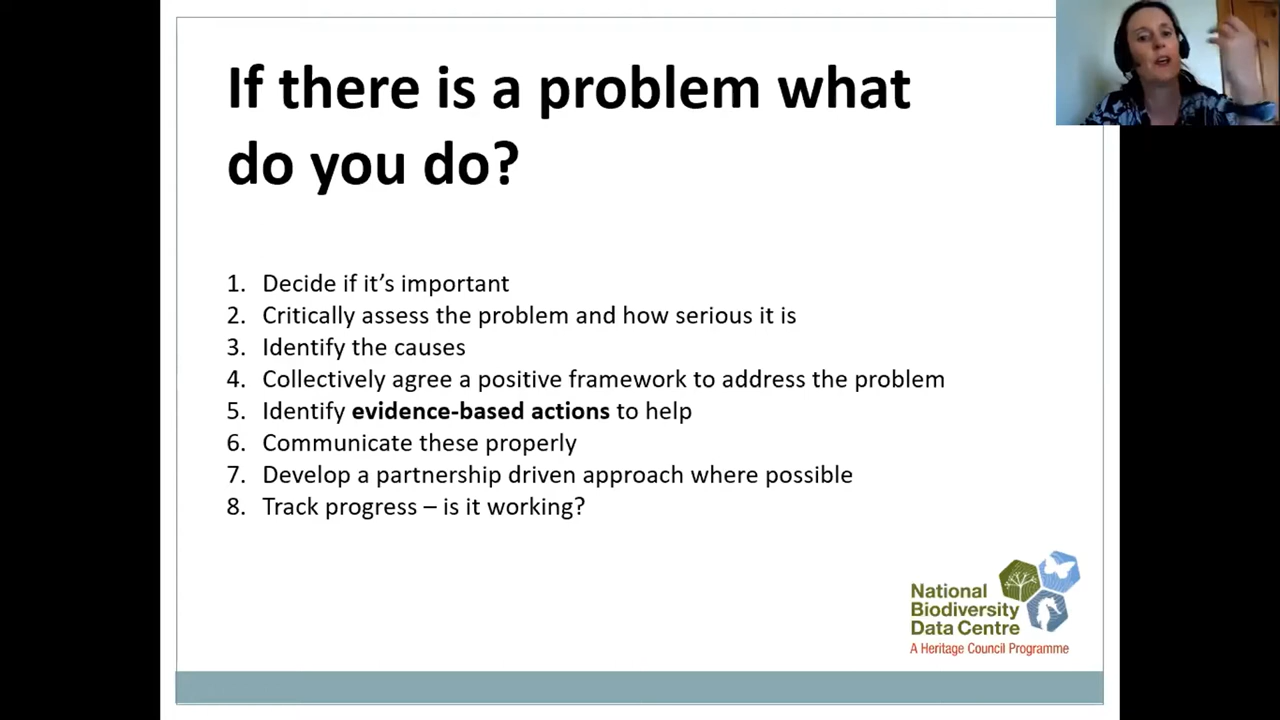 If there is a problem what
do you do?
1. Decide if it’s important
2. Critically assess the problem and how serious it is
3. Identify the causes
4. Collectively agree a positive framework to address the problem
5. Identify evidence-based actions to help
6. Communicate these properly
7. Develop a partnership driven approach where possible
8. Track progress – is it working?
National
Biodiversity
Data Centre
A Heritage Council Programme